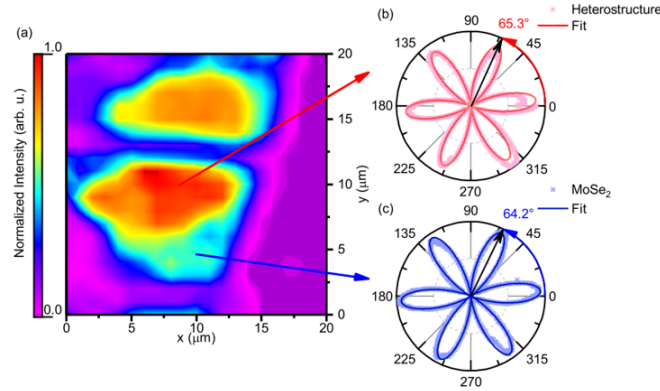 (a)
Normalized Intensity (arb. u.)
1.0
0.0
20
15
10
5
0
y (μm)
0 5 10 15 20
x (μm)
(b)
Heterostructure
Fit
65.3°
90
135
45
180
0
225
315
270
(c)
MoSe₂
Fit
64.2°
90
135
45
180
0
225
315
270